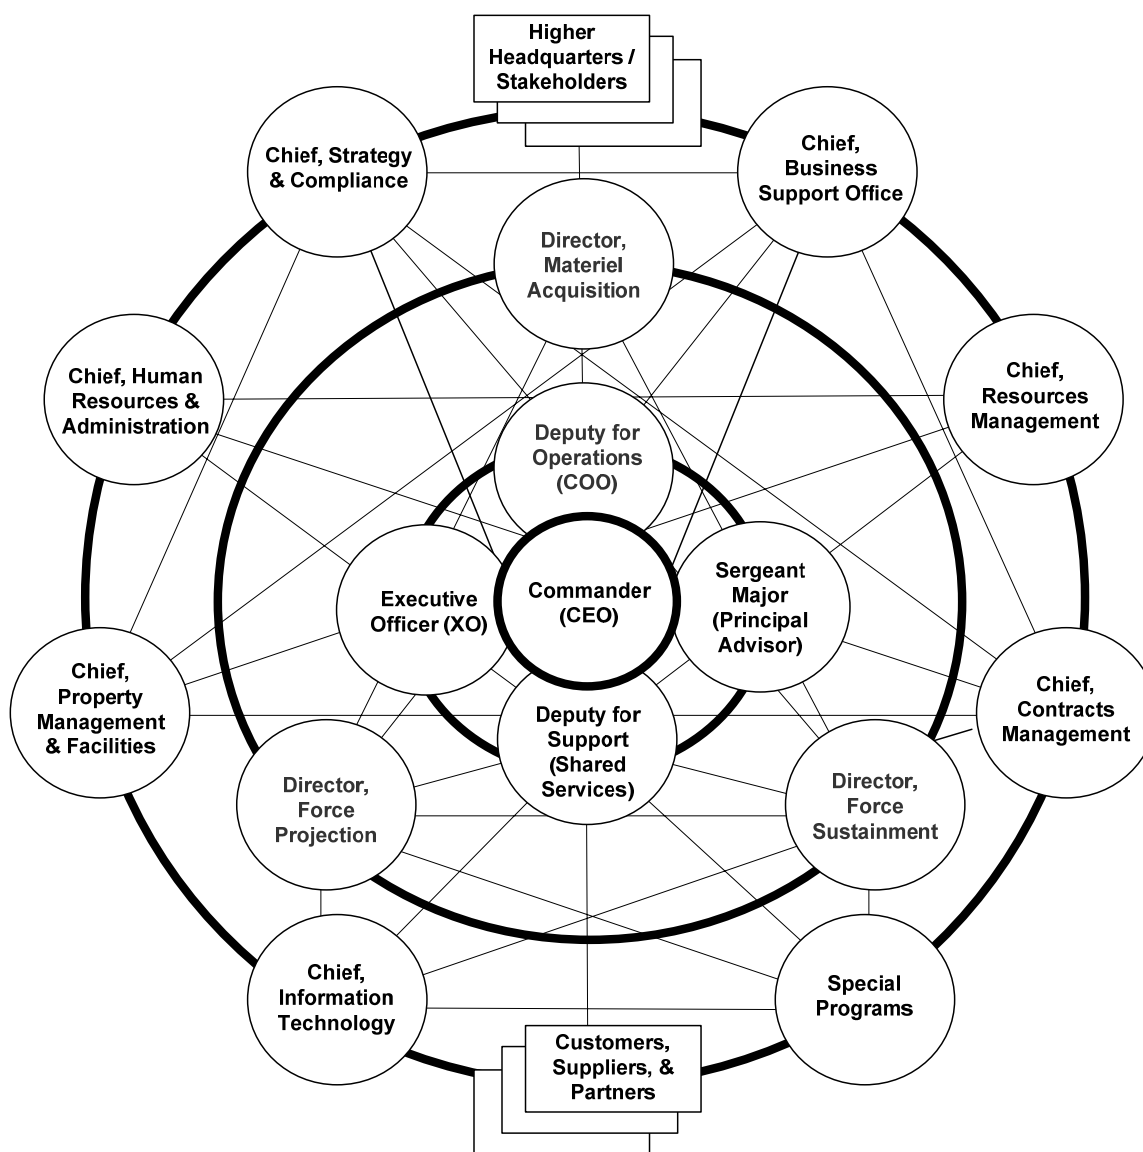 Higher
Headquarters /
Stakeholders
Chief, Strategy
& Compliance
Chief,
Business
Support Office
Director,
Materiel
Acquisition
Chief, Human
Resources &
Administration
Chief,
Resources
Management
Deputy for
Operations
(COO)
Executive
Officer (XO)
Commander
(CEO)
Sergeant
Major
(Principal
Advisor)
Chief,
Property
Management
& Facilities
Chief,
Contracts
Management
Deputy for
Support
(Shared
Services)
Director,
Force
Projection
Director,
Force
Sustainment
Chief,
Information
Technology
Special
Programs
Customers,
Suppliers, &
Partners